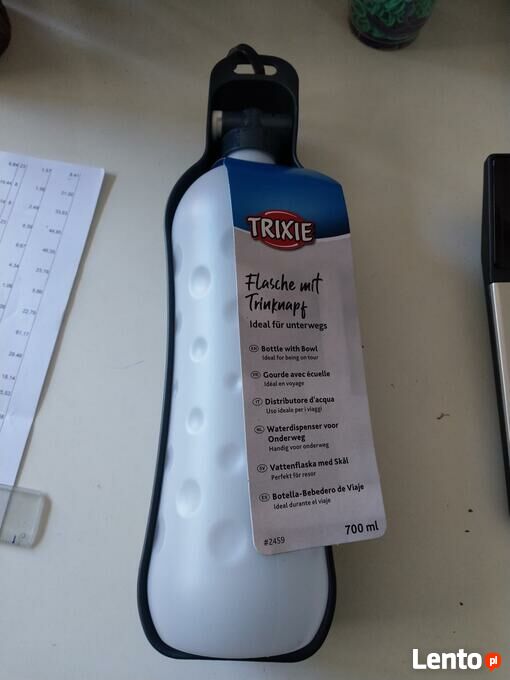 TRIXIE
Flasche mit
Trinknapf
Ideal für unterwegs
EN Bottle with Bowl
Ideal for being on tour
FR Gourde avec écuelle
Idéal en voyage
IT Distributore d'acqua
Uso ideale per i viaggi
NL Waterdispenser voor
Onderweg
Handig voor onderweg
SV Vattenflaska med Skål
Perfekt för resor
ES Botella-Bebedero de Viaje
Ideal durante el viaje
700 ml
#2459
Lento pl